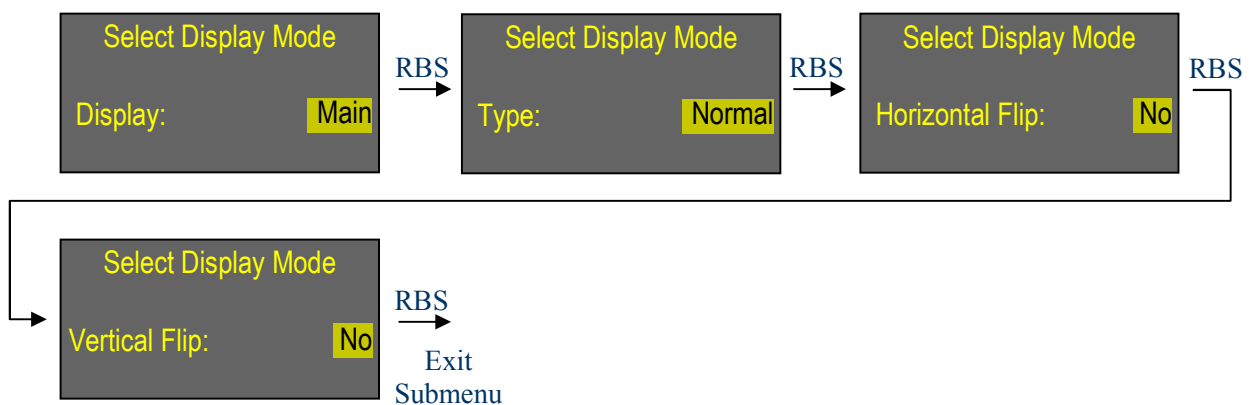 Select Display Mode
Display: Main
RBS
Select Display Mode
Type: Normal
RBS
Select Display Mode
Horizontal Flip: No
RBS
Select Display Mode
Vertical Flip: No
RBS
Exit
Submenu